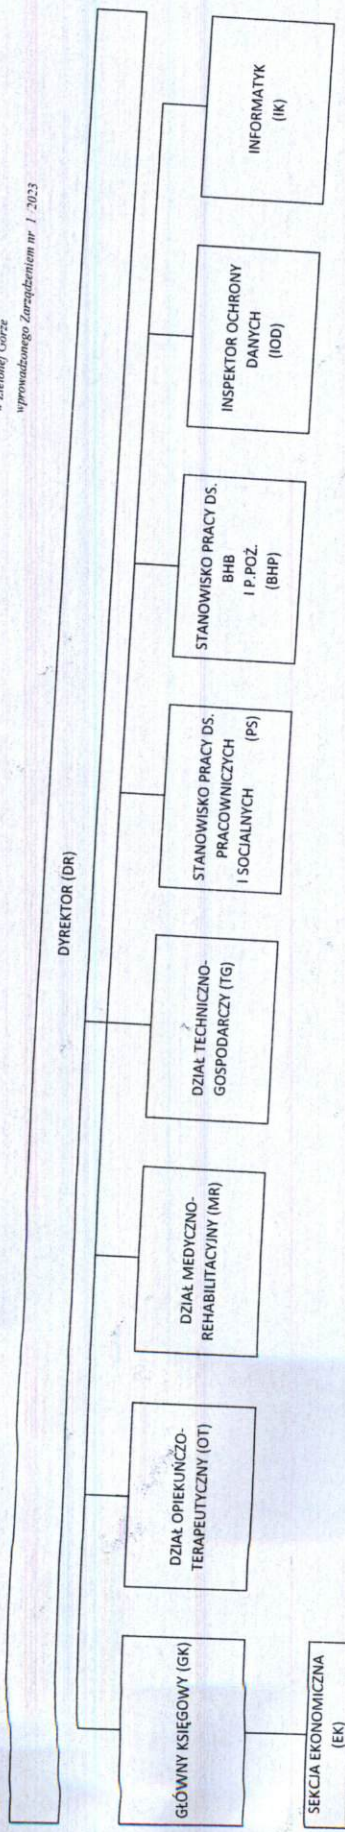 w Zielonej Górze
wprowadzonego Zarządzeniem nr 1/2023
DYREKTOR (DR)
GŁÓWNY KSIĘGOWY (GK)
DZIAŁ OPIEKUŃCZO-
TERAPEUTYCZNY (OT)
DZIAŁ MEDYCZNO-
REHABILITACYJNY (MR)
DZIAŁ TECHNICZNO-
GOSPODARCZY (TG)
STANOWISKO PRACY DS.
PRACOWNICZYCH (PS)
I SOCJALNYCH
STANOWISKO PRACY DS.
BHB
I P.POŻ.
(BHP)
INSPEKTOR OCHRONY
DANYCH
(IOD)
INFORMATYK
(IK)
SEKCJA EKONOMICZNA
(EK)